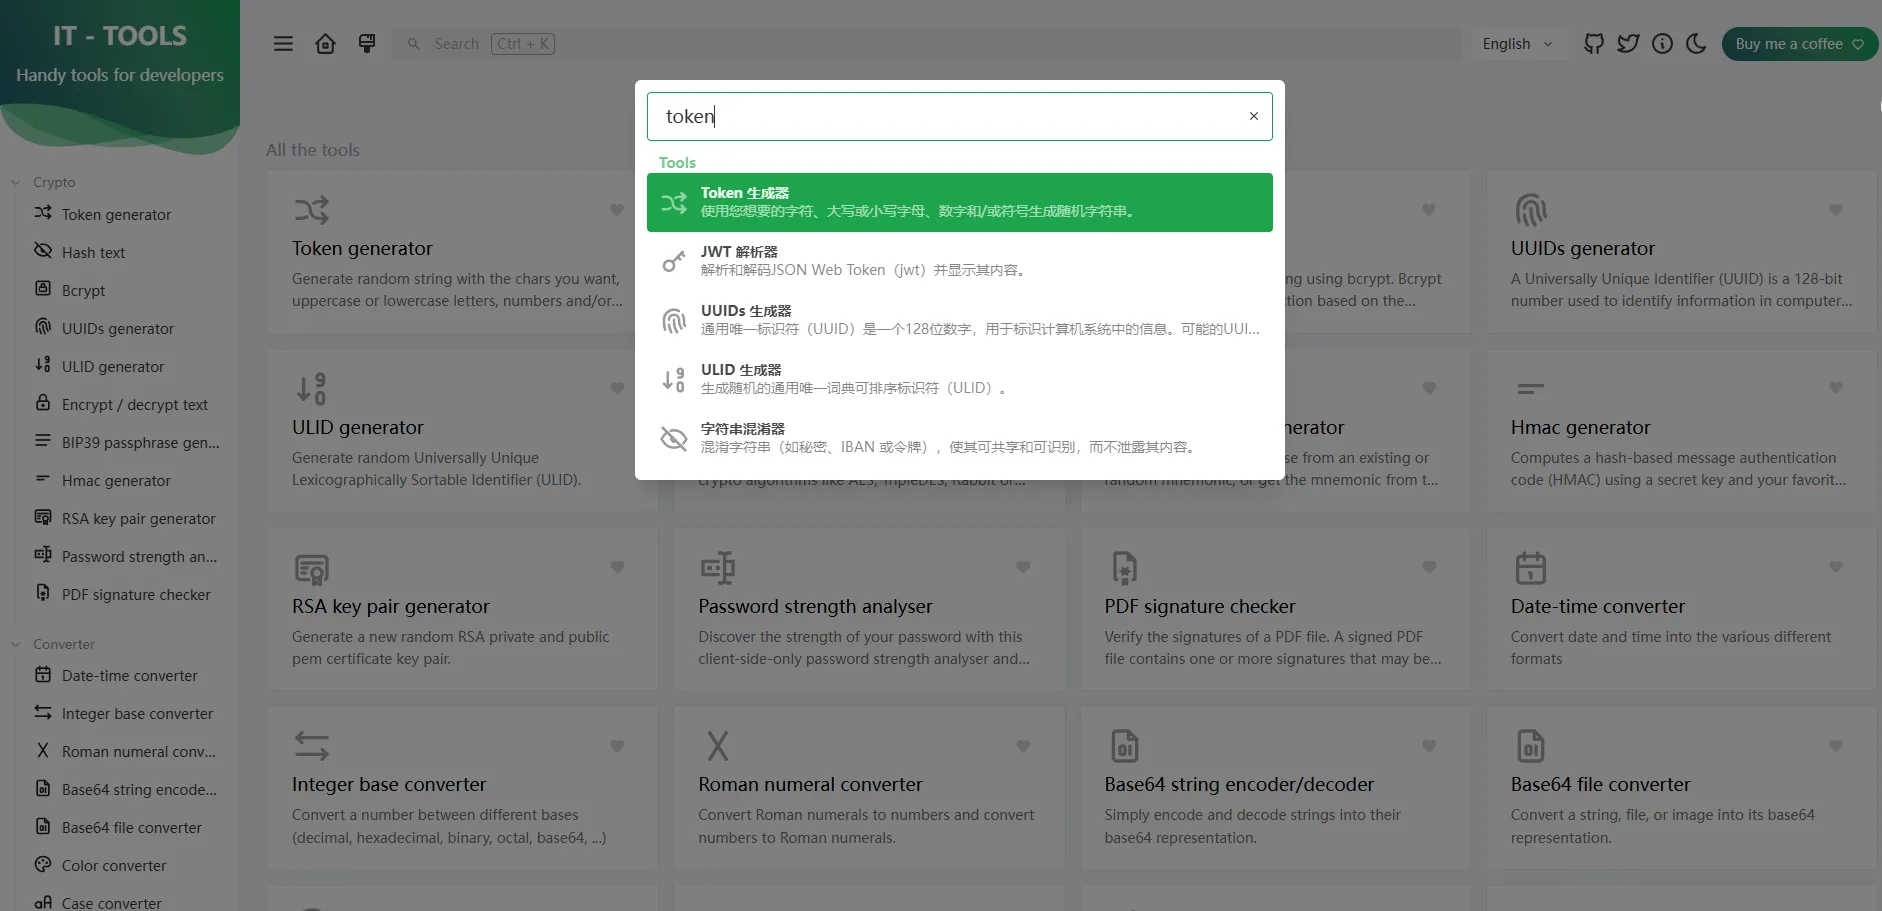 IT - TOOLS
Handy tools for developers
Search Ctrl + K
English
Buy me a coffee
token
Tools
Token 生成器
使用您想要的字符、大写或小写字母、数字和/或符号生成随机字符串。
JWT 解析器
解析和解码JSON Web Token（jwt）并显示其内容。
UUIDs 生成器
通用唯一标识符（UUID）是一个128位数字，用于标识计算机系统中的信息。可能的UUI...
ULID 生成器
生成随机的通用唯一词典可排序标识符（ULID）。
字符串混淆器
混淆字符串（如秘密、IBAN 或令牌），使其可共享和可识别，而不泄露其内容。
Crypto
Token generator
Hash text
Bcrypt
UUIDs generator
ULID generator
Encrypt / decrypt text
BIP39 passphrase gen...
Hmac generator
RSA key pair generator
Password strength an...
PDF signature checker
Converter
Date-time converter
Integer base converter
Roman numeral conv...
Base64 string encode...
Base64 file converter
Color converter
Case converter
All the tools
Token generator
Generate random string with the chars you want,
uppercase or lowercase letters, numbers and/or...
ng using bcrypt. Bcrypt
tion based on the...
UUIDs generator
A Universally Unique Identifier (UUID) is a 128-bit
number used to identify information in computer...
ULID generator
Generate random Universally Unique
Lexicographically Sortable Identifier (ULID).
crypto algorithms like AES, TripleDES, Rabbit or...
nerator
se from an existing or
random mnemonic, or get the mnemonic from t...
Hmac generator
Computes a hash-based message authentication
code (HMAC) using a secret key and your favorit...
RSA key pair generator
Generate a new random RSA private and public
pem certificate key pair.
Password strength analyser
Discover the strength of your password with this
client-side-only password strength analyser and...
PDF signature checker
Verify the signatures of a PDF file. A signed PDF
file contains one or more signatures that may be...
Date-time converter
Convert date and time into the various different
formats
Integer base converter
Convert a number between different bases
(decimal, hexadecimal, binary, octal, base64, ...)
Roman numeral converter
Convert Roman numerals to numbers and convert
numbers to Roman numerals.
Base64 string encoder/decoder
Simply encode and decode strings into their
base64 representation.
Base64 file converter
Convert a string, file, or image into its base64
representation.